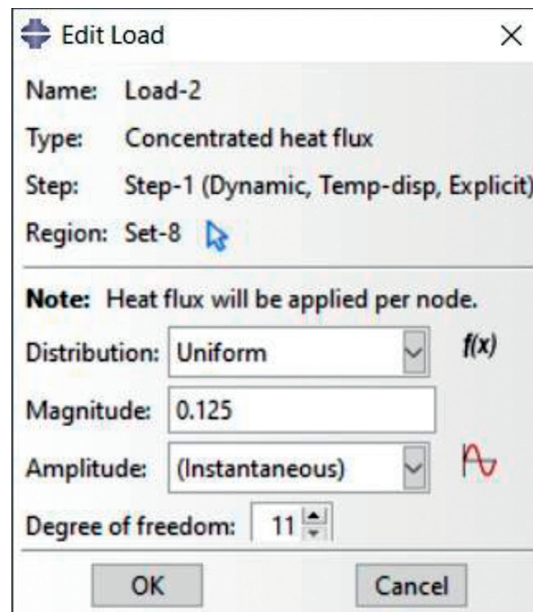 Edit Load
Name: Load-2
Type: Concentrated heat flux
Step: Step-1 (Dynamic, Temp-disp, Explicit)
Region: Set-8
Note: Heat flux will be applied per node.
Distribution: Uniform f(x)
Magnitude: 0.125
Amplitude: (Instantaneous)
Degree of freedom: 11
OK Cancel